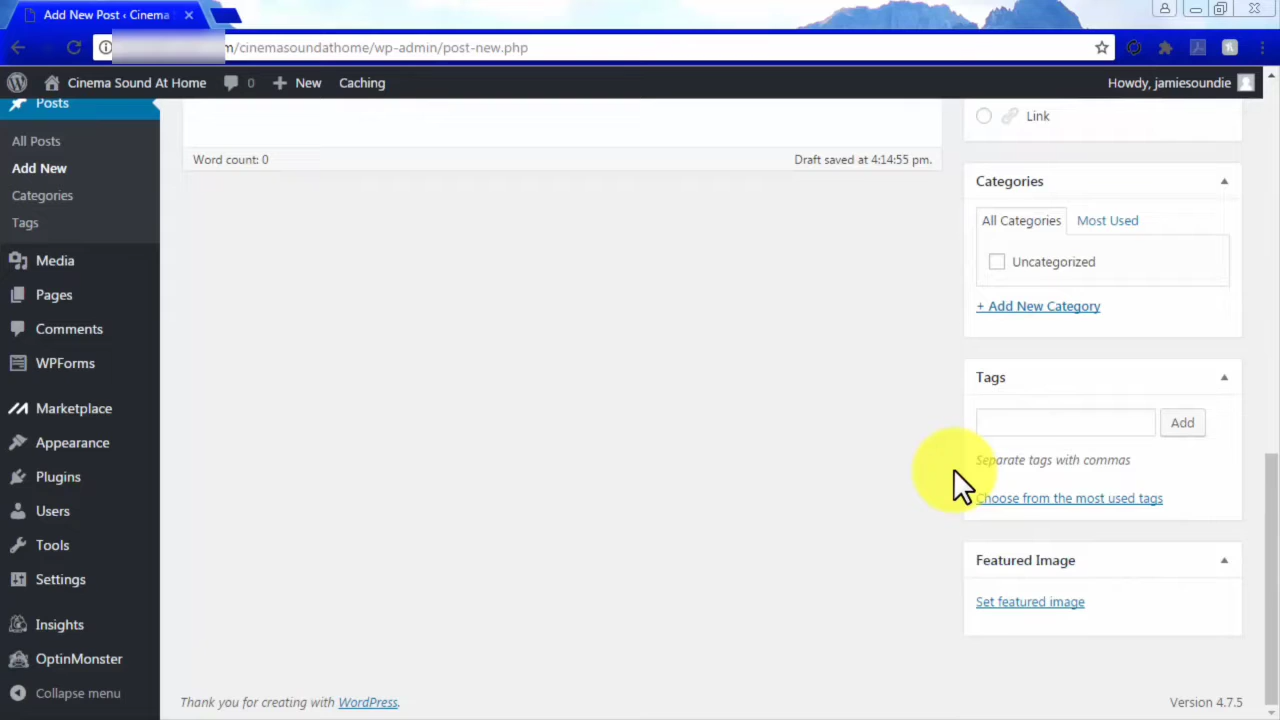 Add New Post ‹ Cinema
m/cinemasoundathome/wp-admin/post-new.php
Cinema Sound At Home
0
New
Caching
Howdy, jamiesoundie
Posts
All Posts
Add New
Categories
Tags
Media
Pages
Comments
WPForms
Marketplace
Appearance
Plugins
Users
Tools
Settings
Insights
OptinMonster
Collapse menu
Word count: 0
Draft saved at 4:14:55 pm.
Link
Categories
All Categories
Most Used
Uncategorized
+ Add New Category
Tags
Add
Separate tags with commas
Choose from the most used tags
Featured Image
Set featured image
Thank you for creating with WordPress.
Version 4.7.5